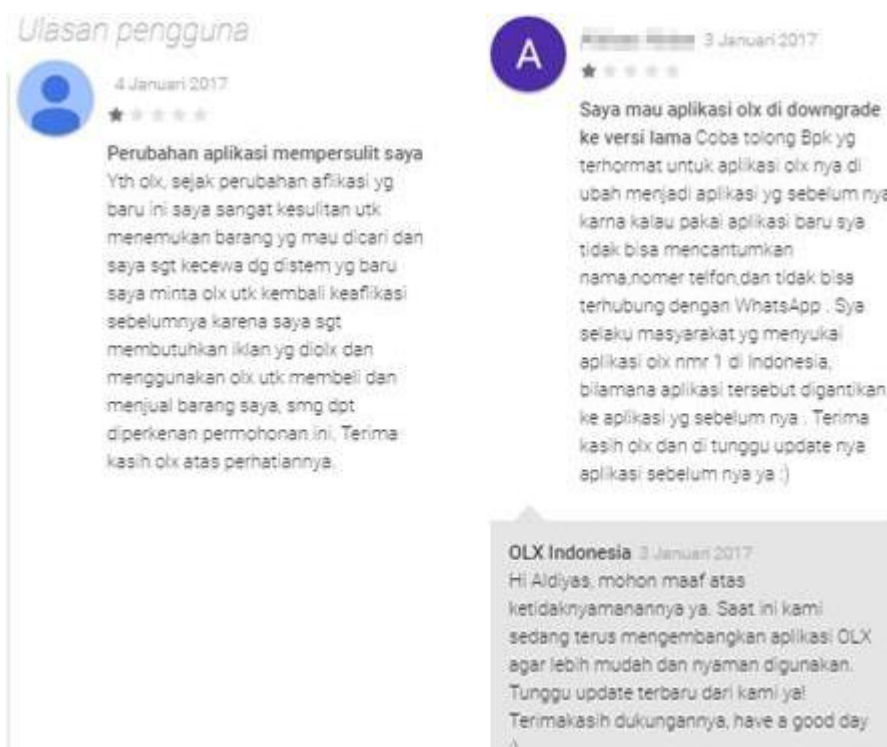 Ulasan pengguna
4 Januari 2017
Perubahan aplikasi mempersulit saya
Yth olx, sejak perubahan aflikasi yg
baru ini saya sangat kesulitan utk
menemukan barang yg mau dicari dan
saya sgt kecewa dg distem yg baru
saya minta olx utk kembali keaflikasi
sebelumnya karena saya sgt
membutuhkan iklan yg diolx dan
menggunakan olx utk membeli dan
menjual barang saya, smg dpt
diperkenan permohonan ini, Terima
kasih olx atas perhatiannya.
A
3 Januari 2017
Saya mau aplikasi olx di downgrade
ke versi lama Coba tolong Bpk yg
terhormat untuk aplikasi olx nya di
ubah menjadi aplikasi yg sebelum nya
karna kalau pakai aplikasi baru sya
tidak bisa mencantumkan
nama,nomer telfon,dan tidak bisa
terhubung dengan WhatsApp . Sya
selaku masyarakat yg menyukai
aplikasi olx nmr 1 di Indonesia,
bilamana aplikasi tersebut digantikan
ke aplikasi yg sebelum nya . Terima
kasih olx dan di tunggu update nya
aplikasi sebelum nya ya :)
OLX Indonesia 3 Januari 2017
Hi Aldiyas, mohon maaf atas
ketidaknyamanannya ya. Saat ini kami
sedang terus mengembangkan aplikasi OLX
agar lebih mudah dan nyaman digunakan.
Tunggu update terbaru dari kami ya!
Terimakasih dukungannya, have a good day